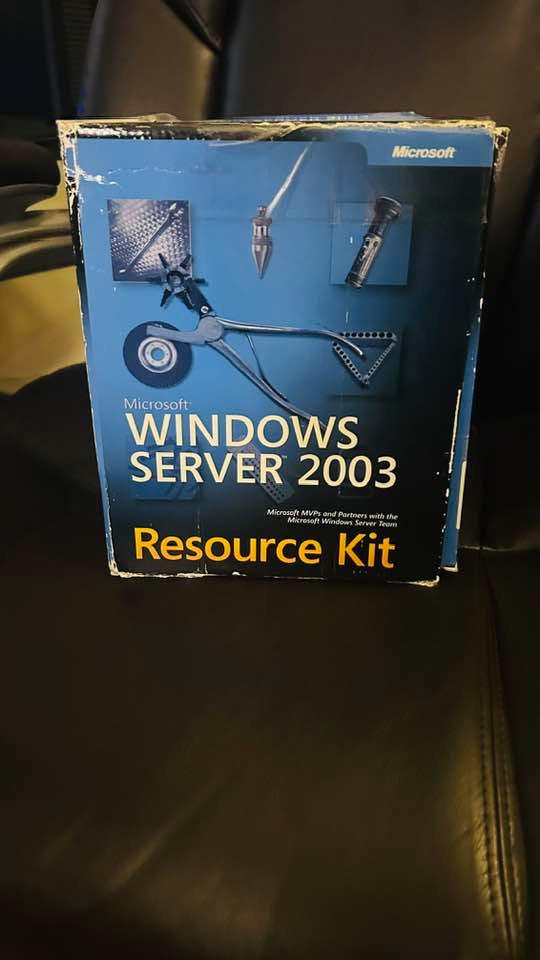 Microsoft
Microsoft
WINDOWS
SERVER 2003
Microsoft MVPs and Partners with the
Microsoft Windows Server Team
Resource Kit